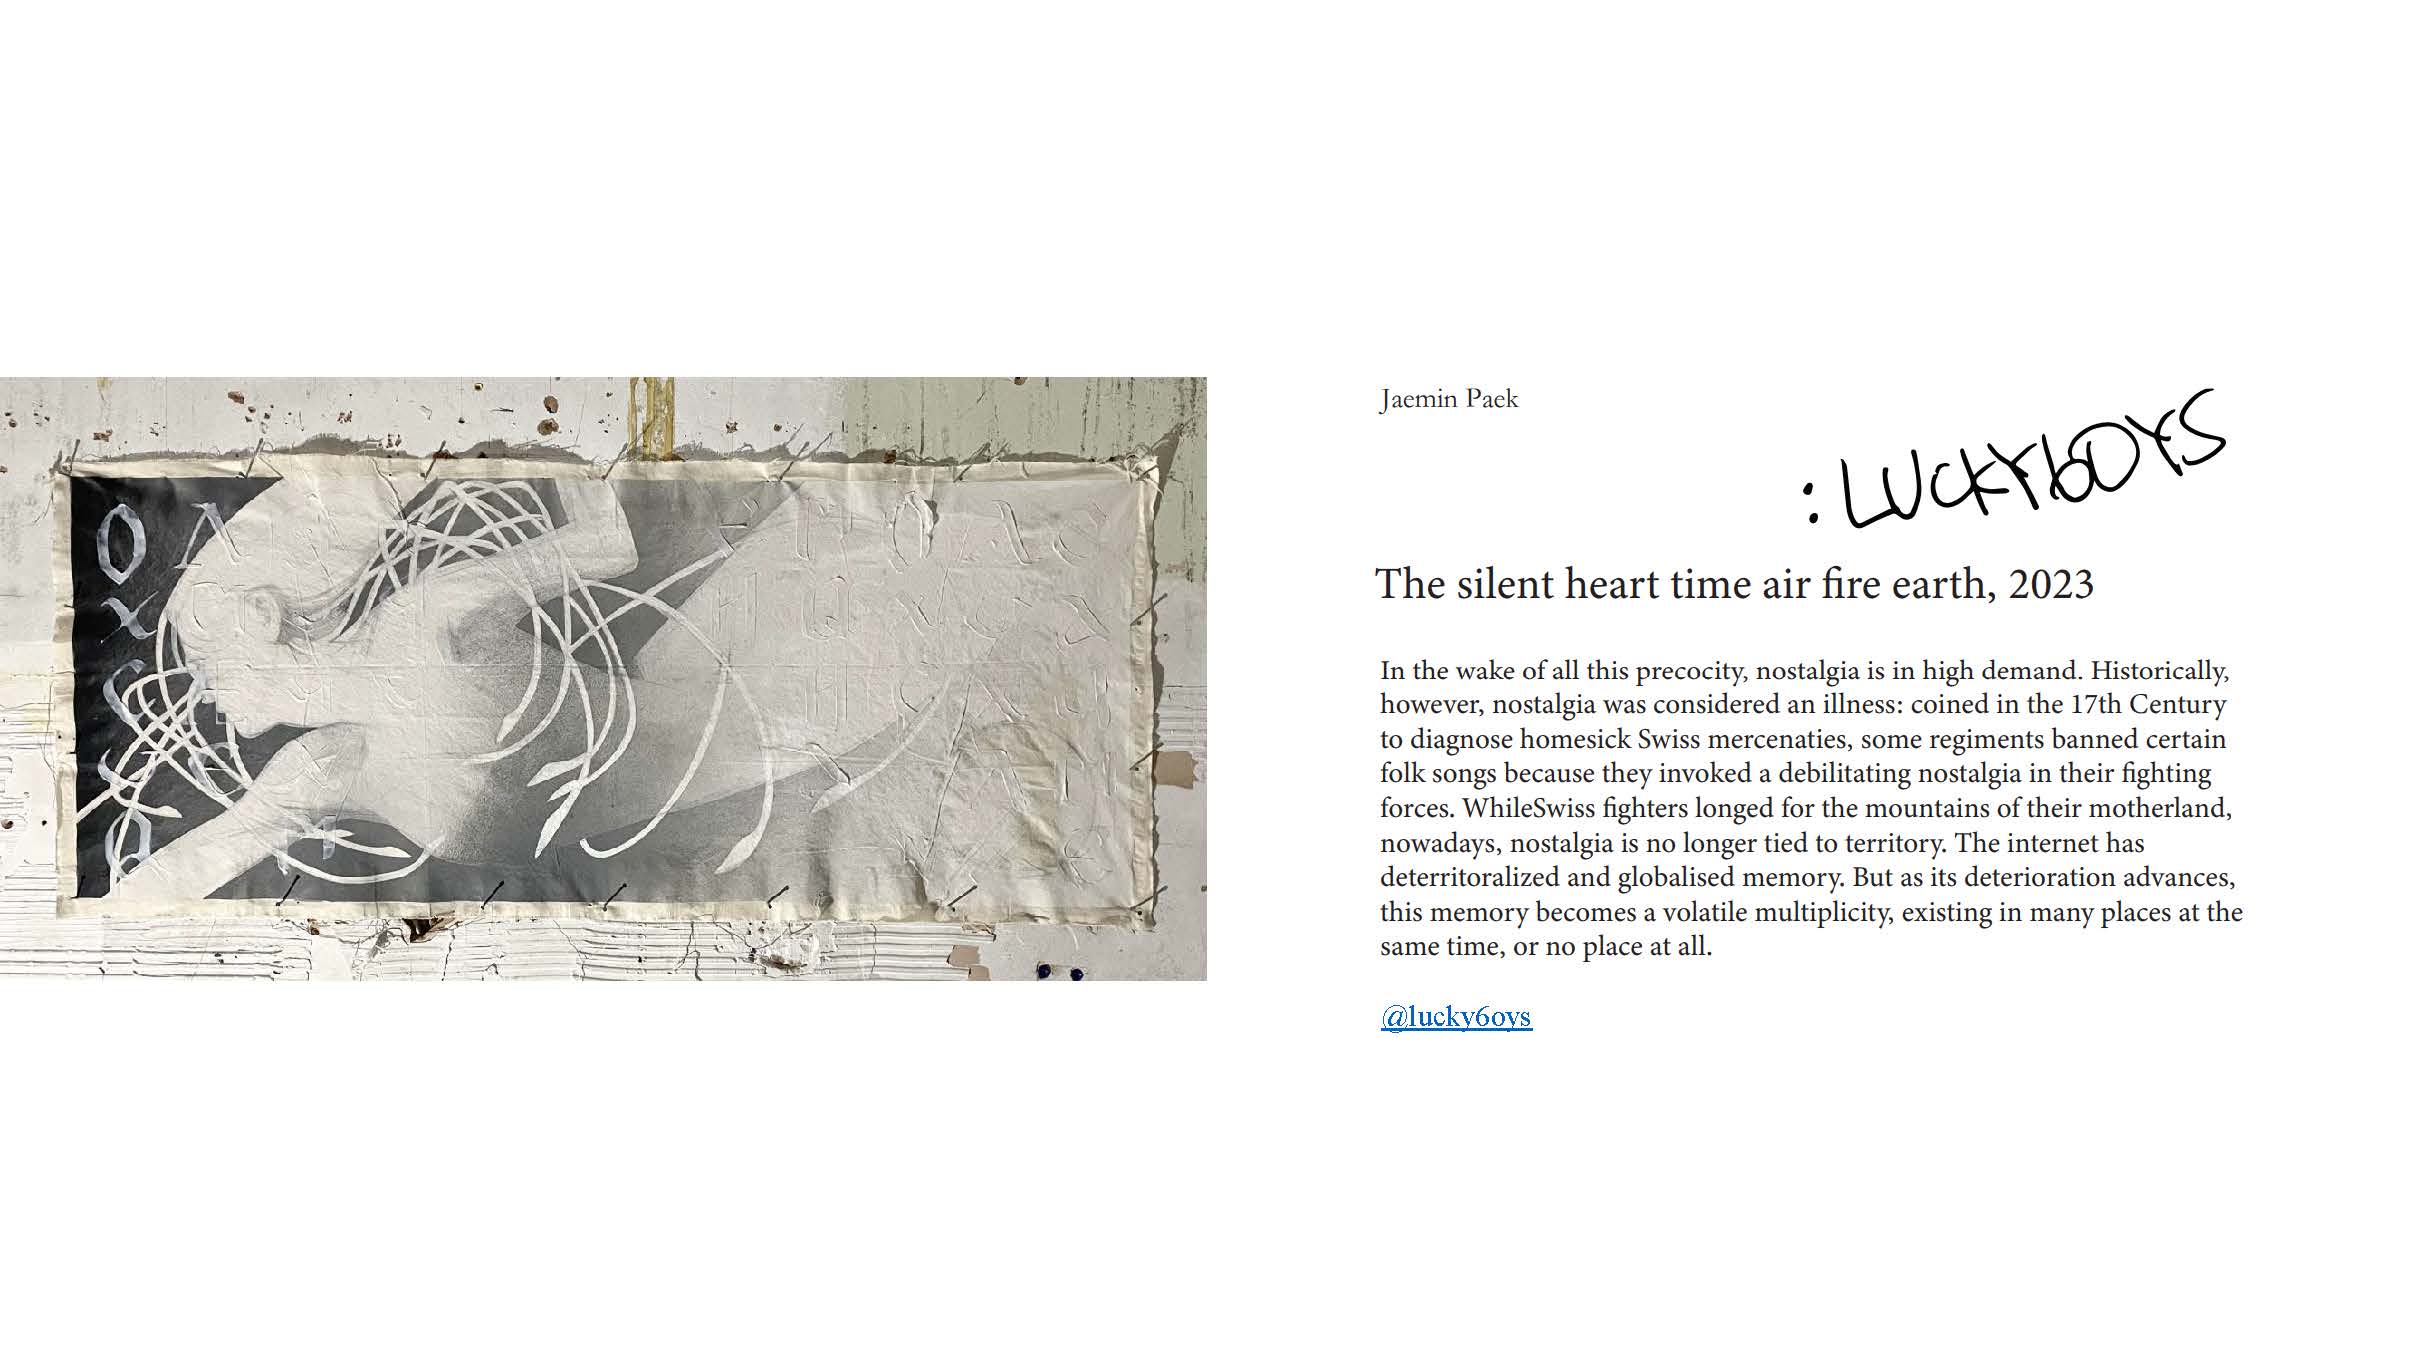 Jaemin Paek
: LUCKY6OYS
The silent heart time air fire earth, 2023
In the wake of all this precocity, nostalgia is in high demand. Historically,
however, nostalgia was considered an illness: coined in the 17th Century
to diagnose homesick Swiss mercenaties, some regiments banned certain
folk songs because they invoked a debilitating nostalgia in their fighting
forces. WhileSwiss fighters longed for the mountains of their motherland,
nowadays, nostalgia is no longer tied to territory. The internet has
deterritoralized and globalised memory. But as its deterioration advances,
this memory becomes a volatile multiplicity, existing in many places at the
same time, or no place at all.
@lucky6oys